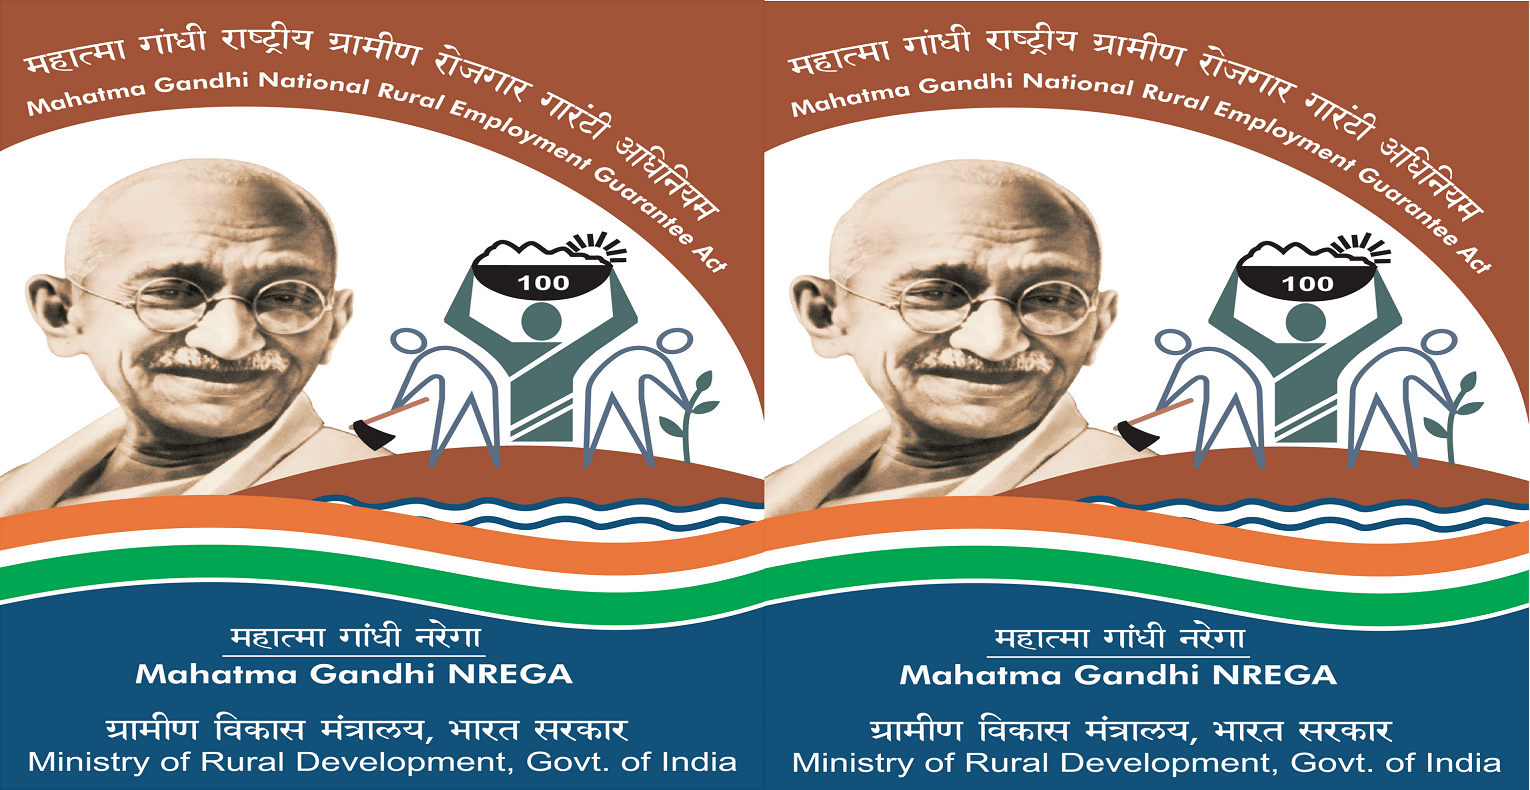 महात्मा गांधी राष्ट्रीय ग्रामीण रोजगार गारंटी अधिनियम
Mahatma Gandhi National Rural Employment Guarantee Act
100
महात्मा गांधी नरेगा
Mahatma Gandhi NREGA
ग्रामीण विकास मंत्रालय, भारत सरकार
Ministry of Rural Development, Govt. of India
महात्मा गांधी राष्ट्रीय ग्रामीण रोजगार गारंटी अधिनियम
Mahatma Gandhi National Rural Employment Guarantee Act
100
महात्मा गांधी नरेगा
Mahatma Gandhi NREGA
ग्रामीण विकास मंत्रालय, भारत सरकार
Ministry of Rural Development, Govt. of India